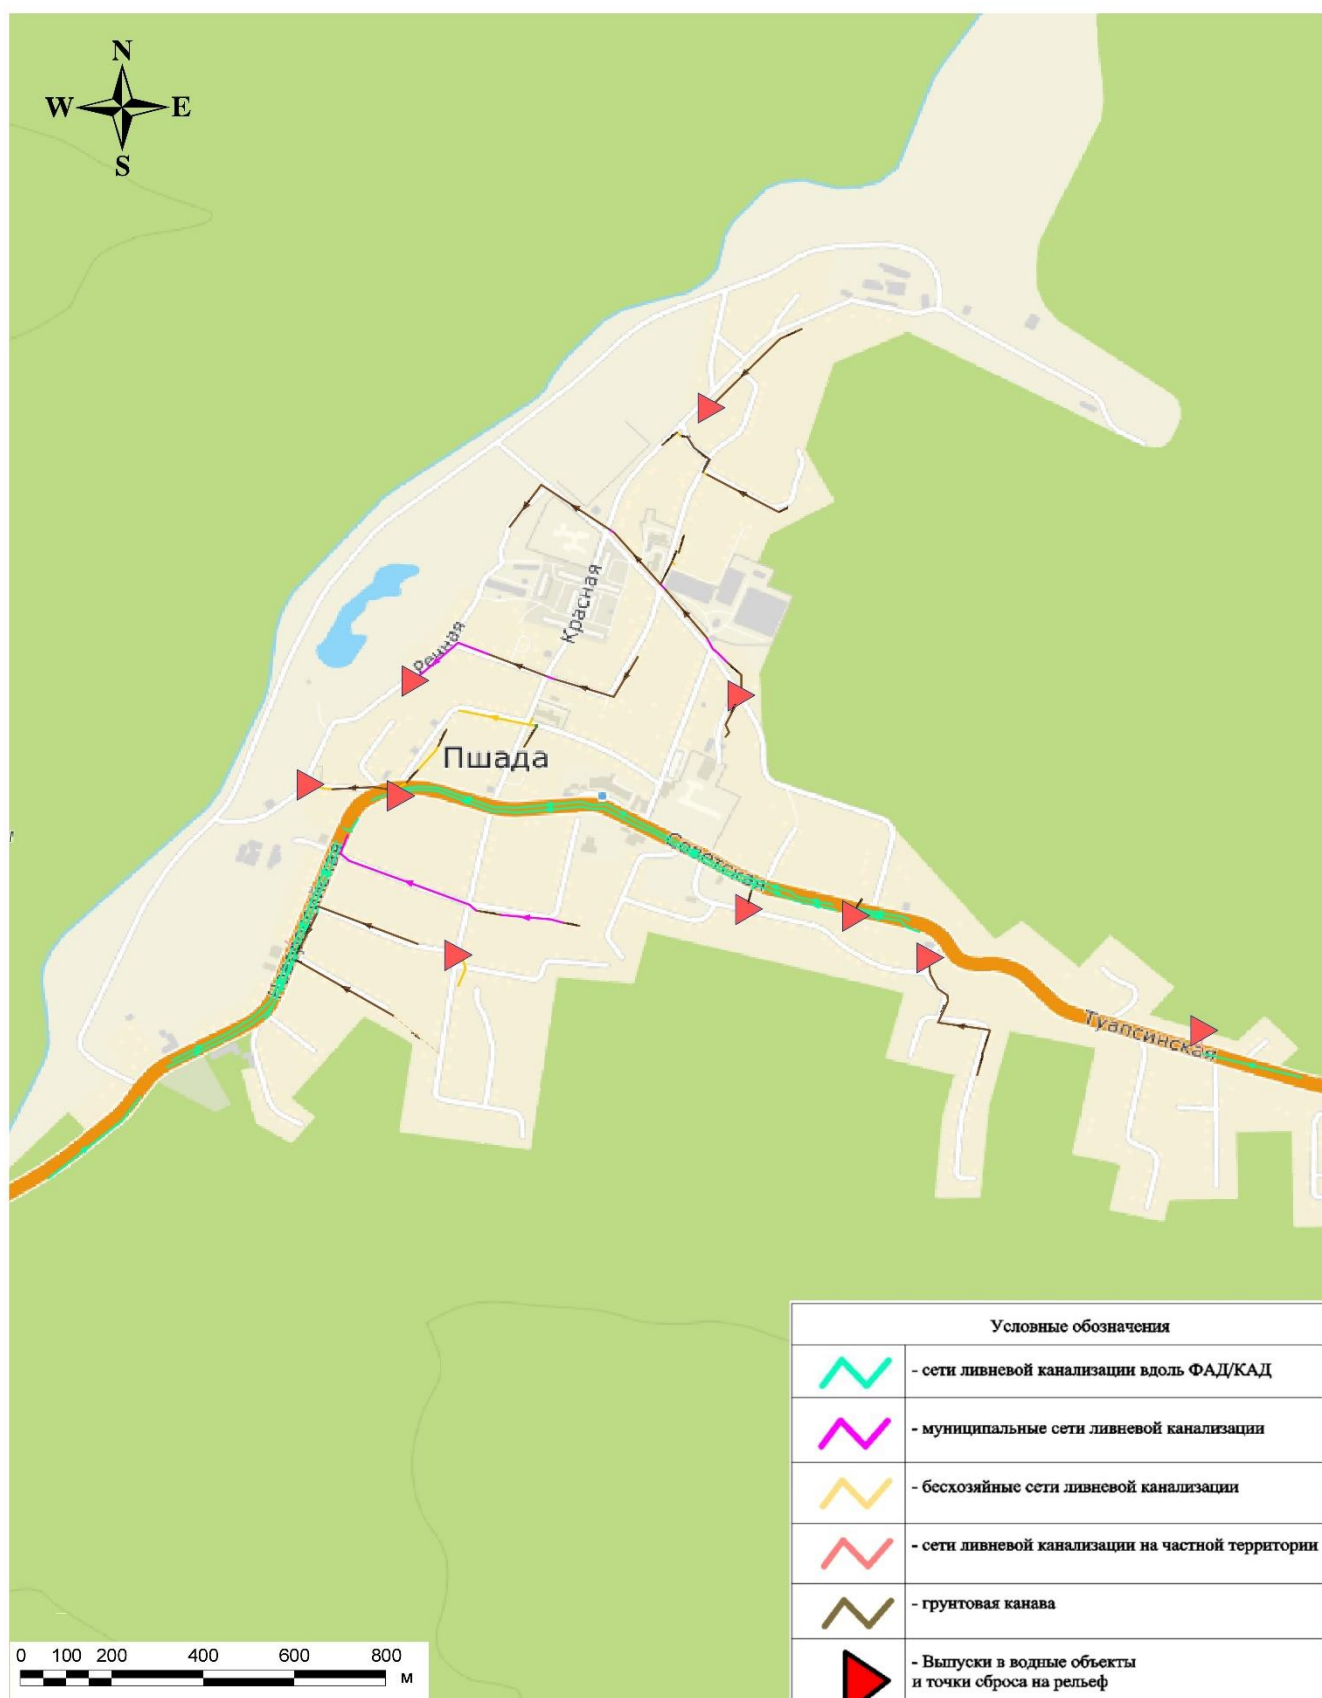 N
W E
S
Красная
Речная
Пшада
Советская
Туапсинская
Условные обозначения
- сети ливневой канализации вдоль ФАД/КАД
- муниципальные сети ливневой канализации
- бесхозяйные сети ливневой канализации
- сети ливневой канализации на частной территории
- грунтовая канава
- Выпуски в водные объекты
и точки сброса на рельеф
0 100 200 400 600 800
м